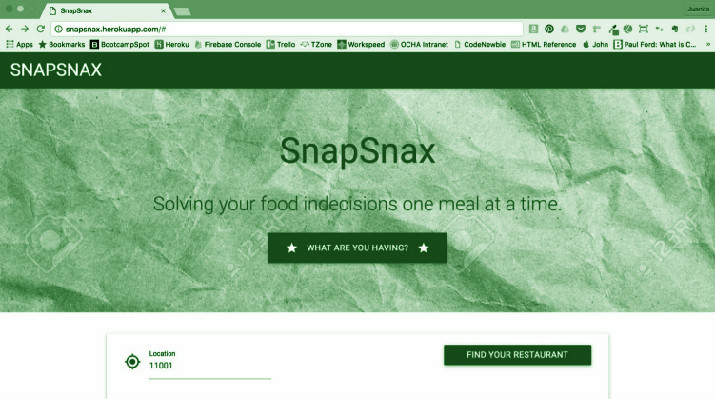 SnapSnax
Juanita
snapsnax.herokuapp.com/#
Apps Bookmarks BootcampSpot Heroku Firebase Console Trello TZone Workspeed OCHA Intranet CodeNewbie HTML Reference John Paul Ford: What is C...
SNAPSNAX
SnapSnax
Solving your food indecisions one meal at a time.
WHAT ARE YOU HAVING?
123RF
123RF
Location
FIND YOUR RESTAURANT
11001